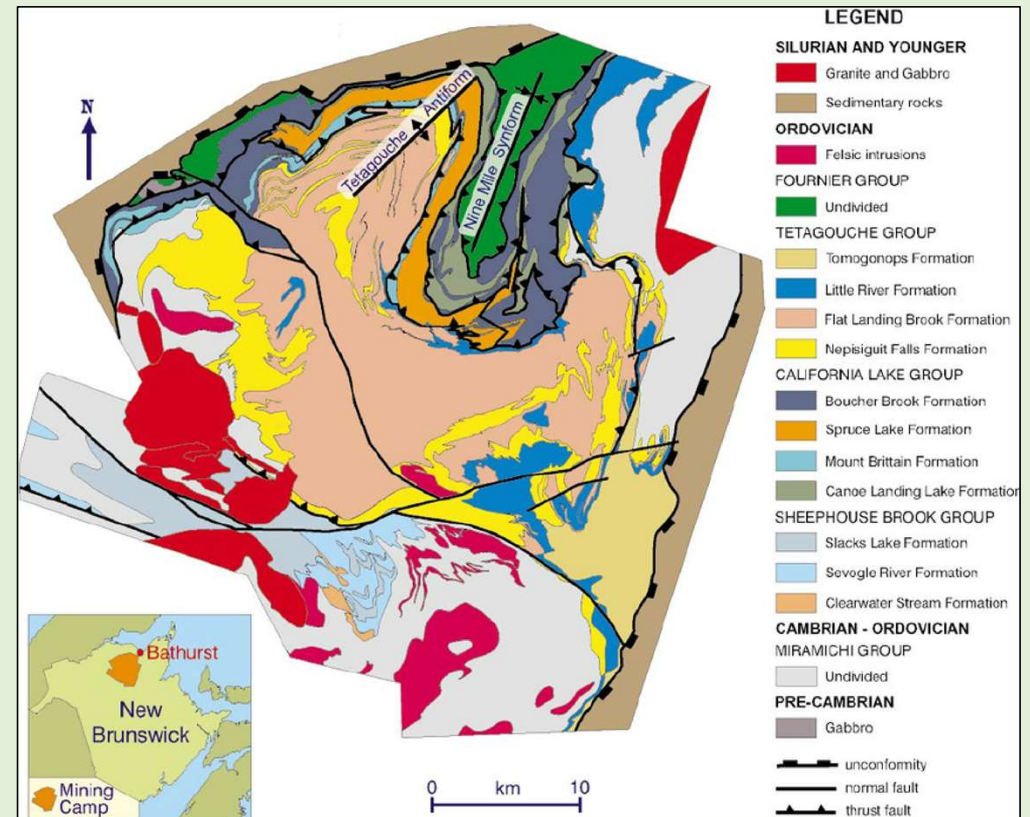 LEGEND
SILURIAN AND YOUNGER
Granite and Gabbro
Sedimentary rocks
ORDOVICIAN
Felsic intrusions
FOURNIER GROUP
Undivided
TETAGOUCHE GROUP
Tomogonops Formation
Little River Formation
Flat Landing Brook Formation
Nepisiguit Falls Formation
CALIFORNIA LAKE GROUP
Boucher Brook Formation
Spruce Lake Formation
Mount Brittain Formation
Canoe Landing Lake Formation
SHEEPHOUSE BROOK GROUP
Slacks Lake Formation
Sevogle River Formation
Clearwater Stream Formation
CAMBRIAN - ORDOVICIAN
MIRAMICHI GROUP
Undivided
PRE-CAMBRIAN
Gabbro
unconformity
normal fault
thrust fault
N
Tetagouche Antiform
Nine Mile Synform
Bathurst
New
Brunswick
Mining
Camp
0 km 10